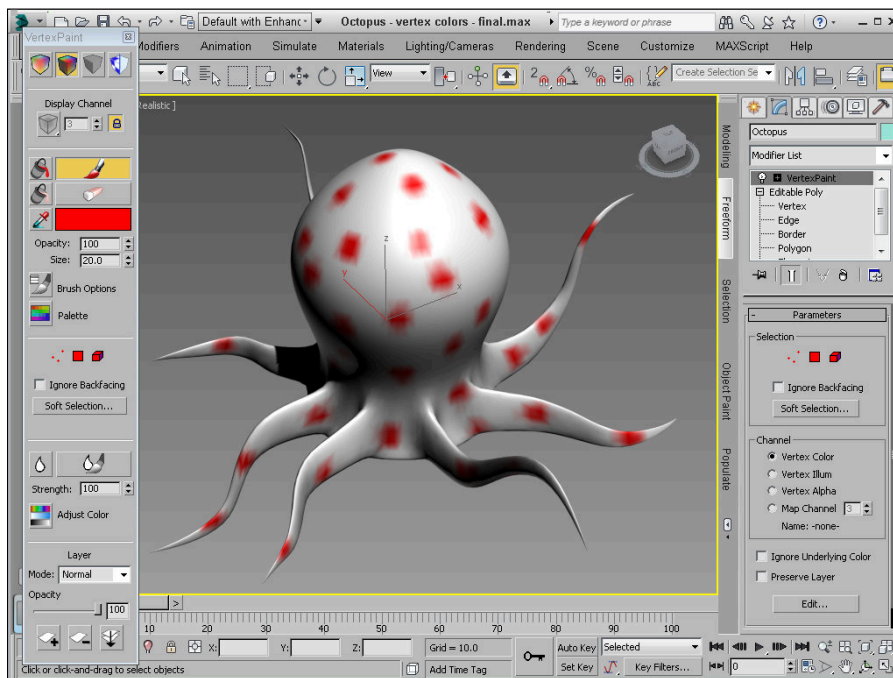 Default with Enhanc
Octopus - vertex colors - final.max
Type a keyword or phrase
VertexPaint
Modifiers Animation Simulate Materials Lighting/Cameras Rendering Scene Customize MAXScript Help
View
Create Selection Se
Display Channel
3
Opacity: 100
Size: 20.0
Brush Options
Palette
Ignore Backfacing
Soft Selection...
Strength: 100
Adjust Color
Layer
Mode: Normal
Opacity
100
Realistic ]
z
y
x
Modeling
Freeform
Selection
Object Paint
Populate
Octopus
Modifier List
VertexPaint
Editable Poly
Vertex
Edge
Border
Polygon
Parameters
Selection
Ignore Backfacing
Soft Selection...
Channel
Vertex Color
Vertex Illum
Vertex Alpha
Map Channel 3
Name: -none-
Ignore Underlying Color
Preserve Layer
Edit...
10 20 30 40 50 60 70 80 90 100
X: Y: Z: Grid = 10.0 Auto Key Selected
Click or click-and-drag to select objects Add Time Tag Set Key Key Filters... 0